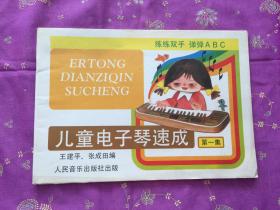 练练双手 弹弹ABC
ERTONG
DIANZIQIN
SUCHENG
儿童电子琴速成
第一集
王建平、张成田编
人民音乐出版社出版